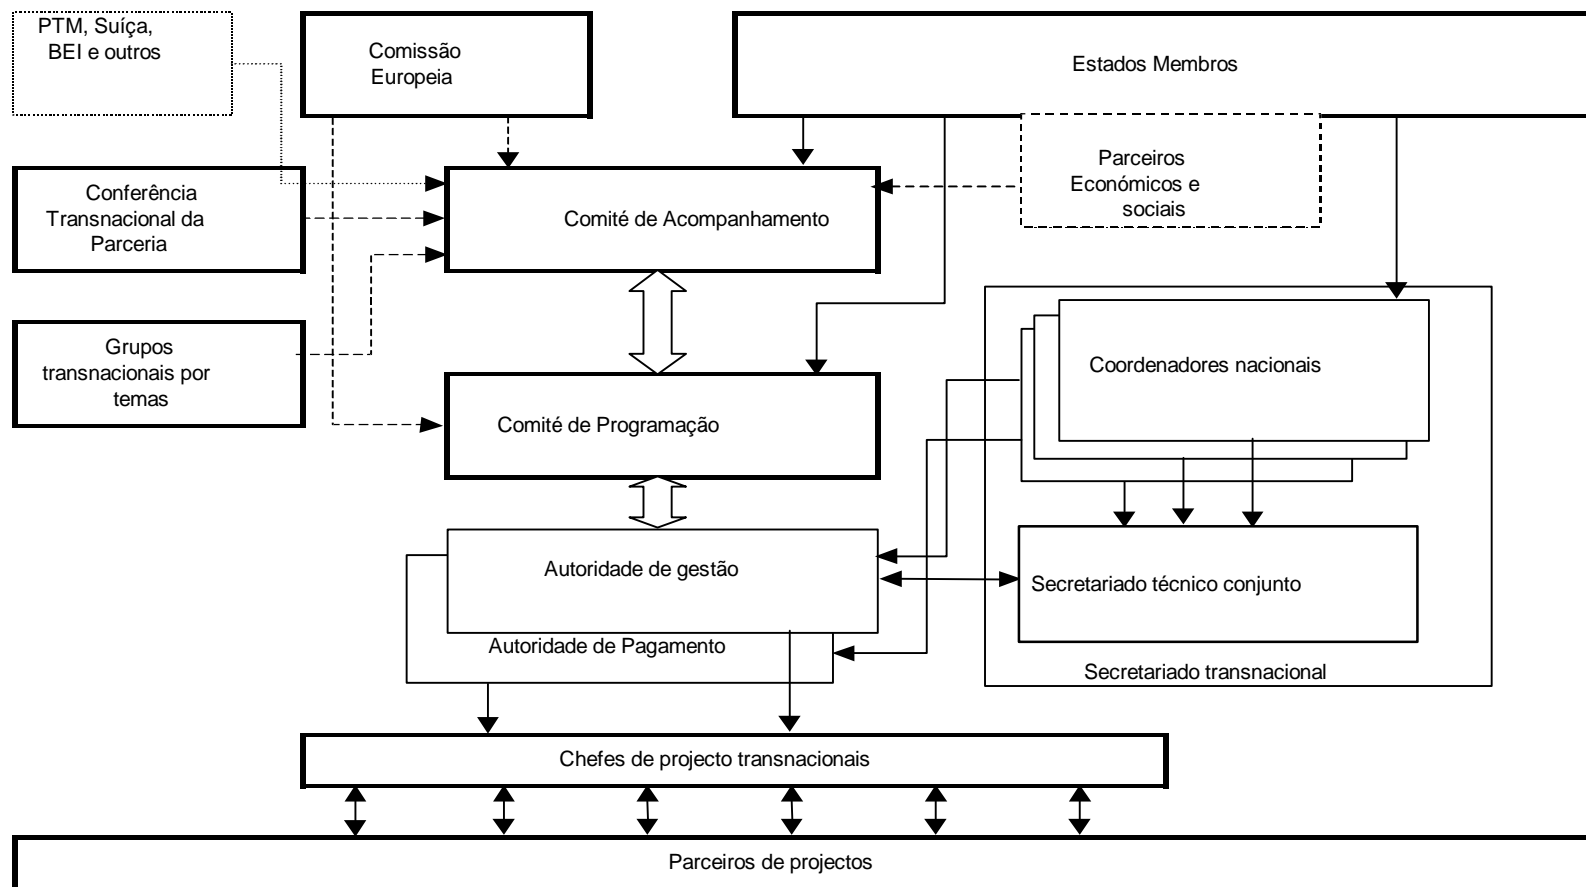 PTM, Suíça,
BEI e outros
Comissão
Europeia
Estados Membros
Parceiros
Económicos e
sociais
Conferência
Transnacional da
Parceria
Comité de Acompanhamento
Grupos
transnacionais por
temas
Coordenadores nacionais
Comité de Programação
Autoridade de gestão
Secretariado técnico conjunto
Autoridade de Pagamento
Secretariado transnacional
Chefes de projecto transnacionais
Parceiros de projectos